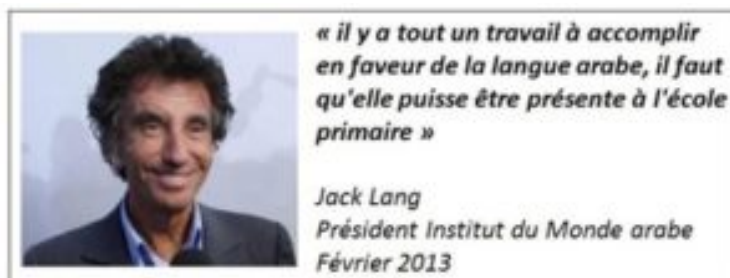 « il y a tout un travail à accomplir
en faveur de la langue arabe, il faut
qu'elle puisse être présente à l'école
primaire »
Jack Lang
Président Institut du Monde arabe
Février 2013